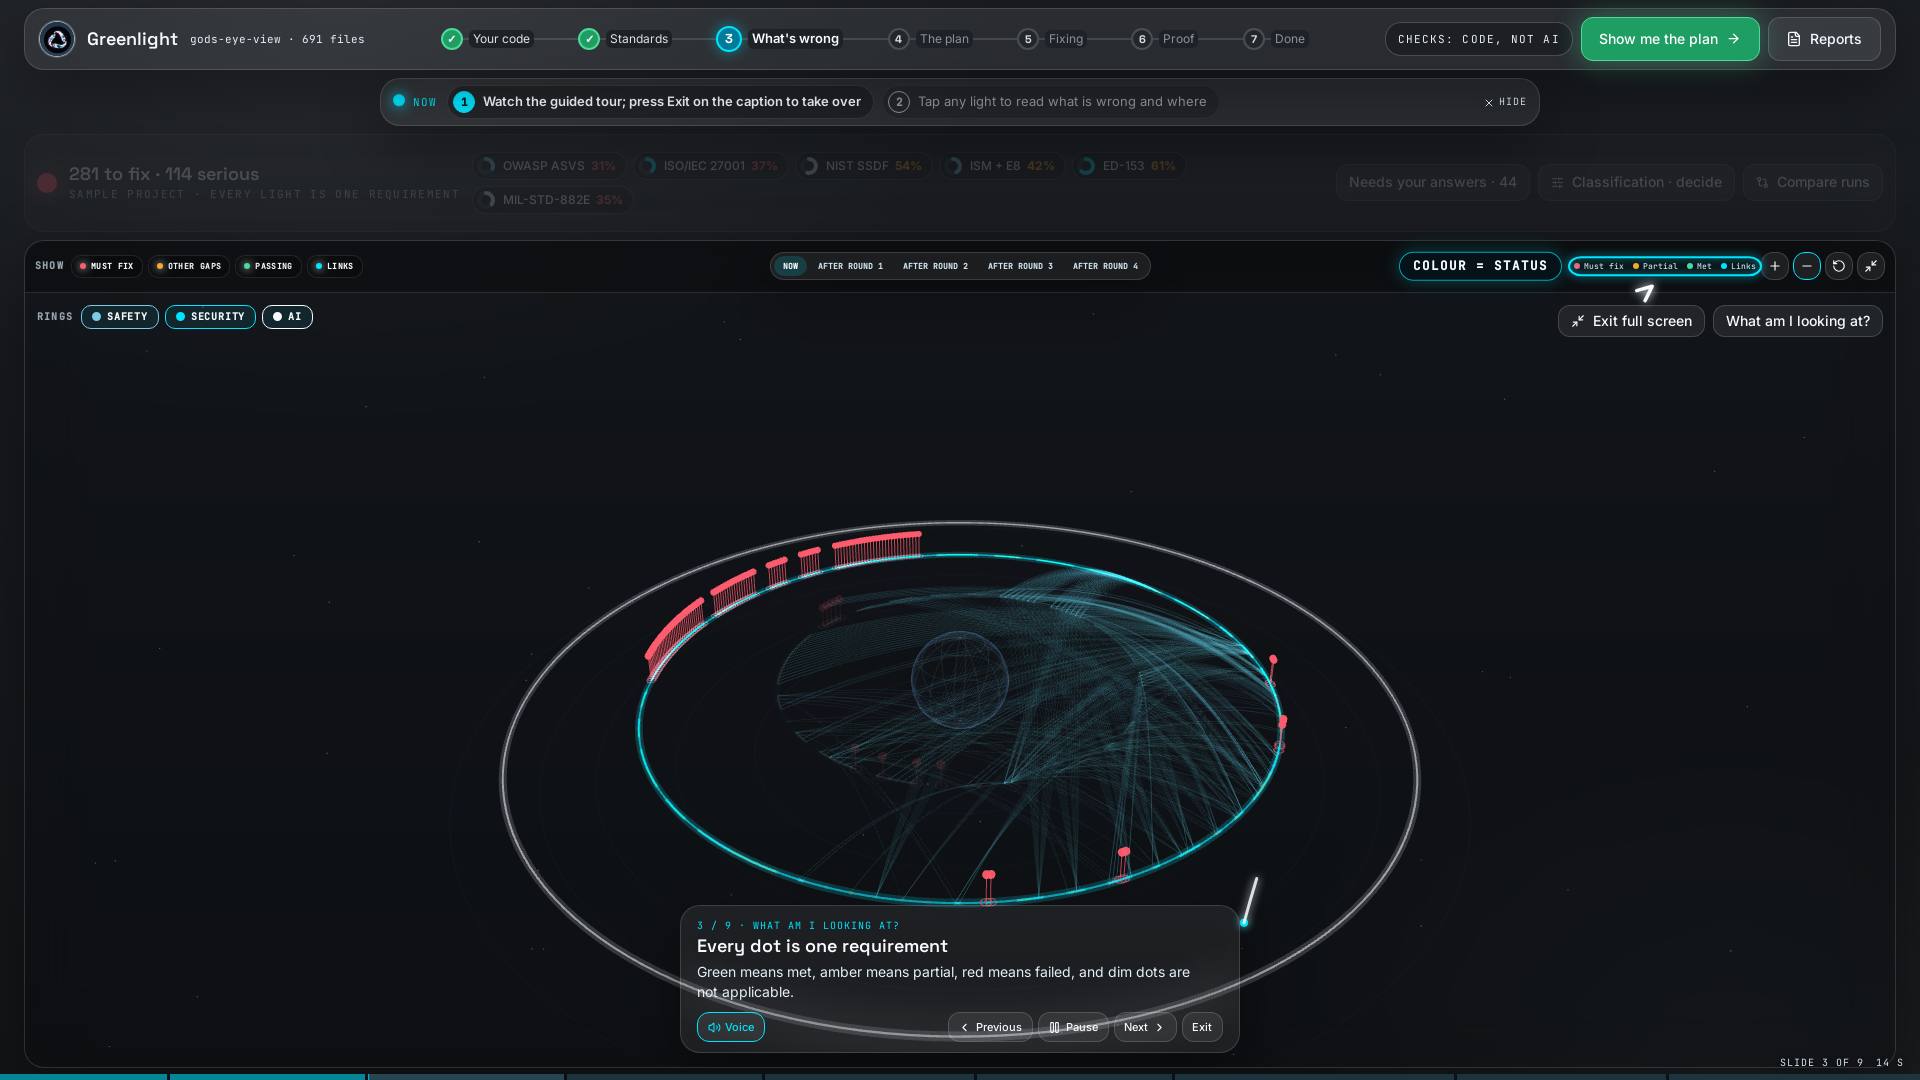 Greenlight gods-eye-view · 691 files
Your code Standards 3 What's wrong 4 The plan 5 Fixing 6 Proof 7 Done
CHECKS: CODE, NOT AI Show me the plan Reports
NOW 1 Watch the guided tour; press Exit on the caption to take over 2 Tap any light to read what is wrong and where HIDE
281 to fix · 114 serious
SAMPLE PROJECT · EVERY LIGHT IS ONE REQUIREMENT
OWASP ASVS 31% ISO/IEC 27001 37% NIST SSDF 54% ISM + E8 42% ED-153 61%
MIL-STD-882E 35%
Needs your answers · 44 Classification · decide Compare runs
SHOW MUST FIX OTHER GAPS PASSING LINKS
NOW AFTER ROUND 1 AFTER ROUND 2 AFTER ROUND 3 AFTER ROUND 4
COLOUR = STATUS Must fix Partial Met Links
RINGS SAFETY SECURITY AI
Exit full screen What am I looking at?
3 / 9 · WHAT AM I LOOKING AT?
Every dot is one requirement
Green means met, amber means partial, red means failed, and dim dots are
not applicable.
Voice Previous Pause Next Exit
SLIDE 3 OF 9 14 S